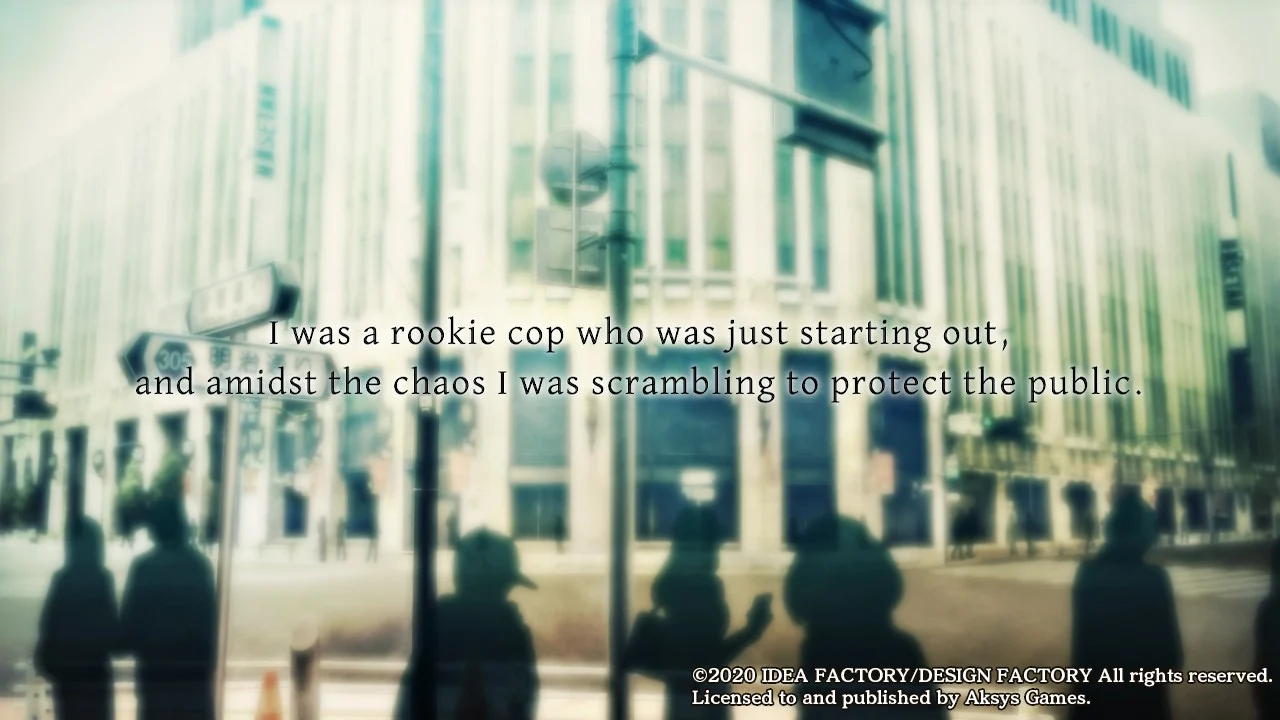 305
I was a rookie cop who was just starting out,
and amidst the chaos I was scrambling to protect the public.
©2020 IDEA FACTORY/DESIGN FACTORY All rights reserved.
Licensed to and published by Aksys Games.